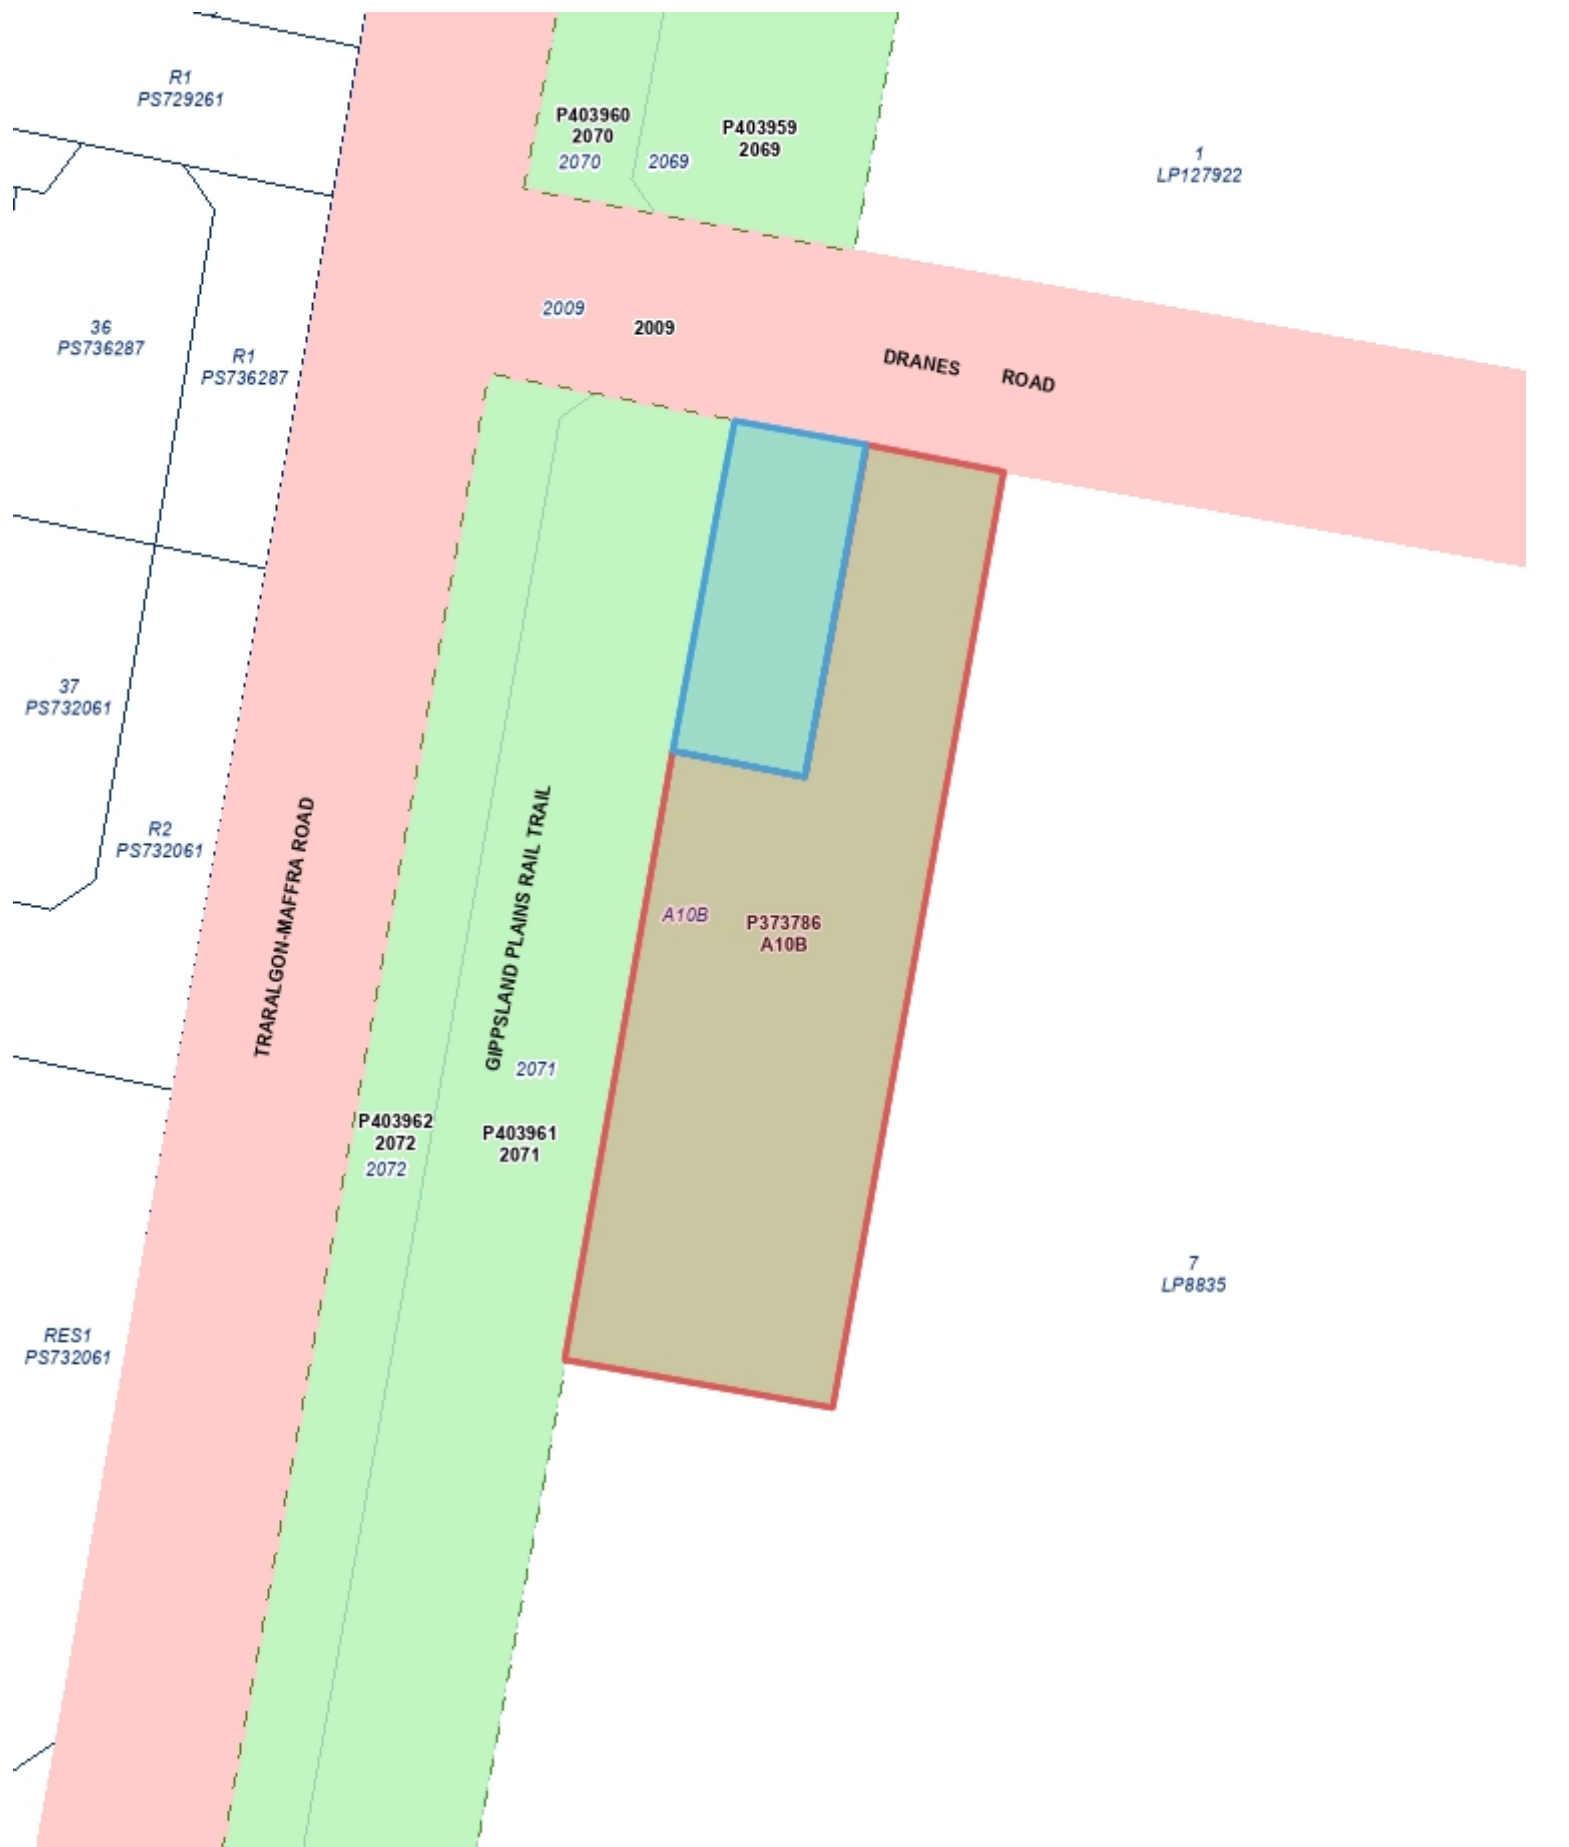 R1
PS729261
P403960
2070
2070
2069
P403959
2069
1
LP127922
2009
2009
DRANES ROAD
36
PS736287
R1
PS736287
37
PS732061
R2
PS732061
TRARALGON-MAFFRA ROAD
GIPPSLAND PLAINS RAIL TRAIL
A10B
P373786
A10B
2071
P403962
2072
2072
P403961
2071
7
LP8835
RES1
PS732061